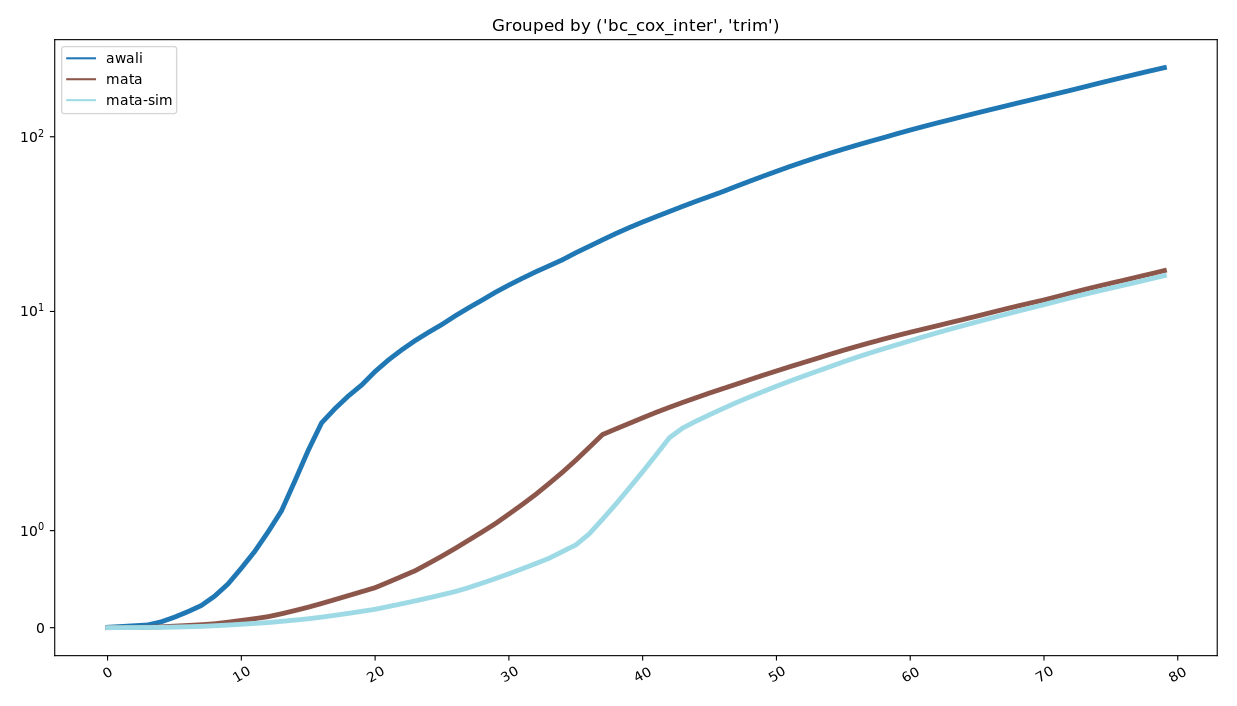 Grouped by ('bc_cox_inter', 'trim')
awali
mata
mata-sim
10²
10¹
10⁰
0
0 10 20 30 40 50 60 70 80